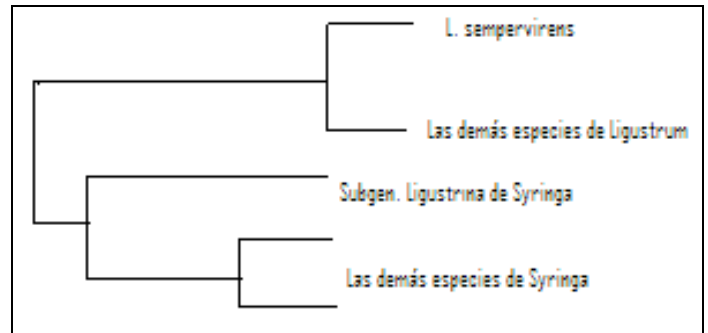 L. sempervirens
Las demás especies de Ligustrum
Subgen. Ligustrina de Syringa
Las demás especies de Syringa